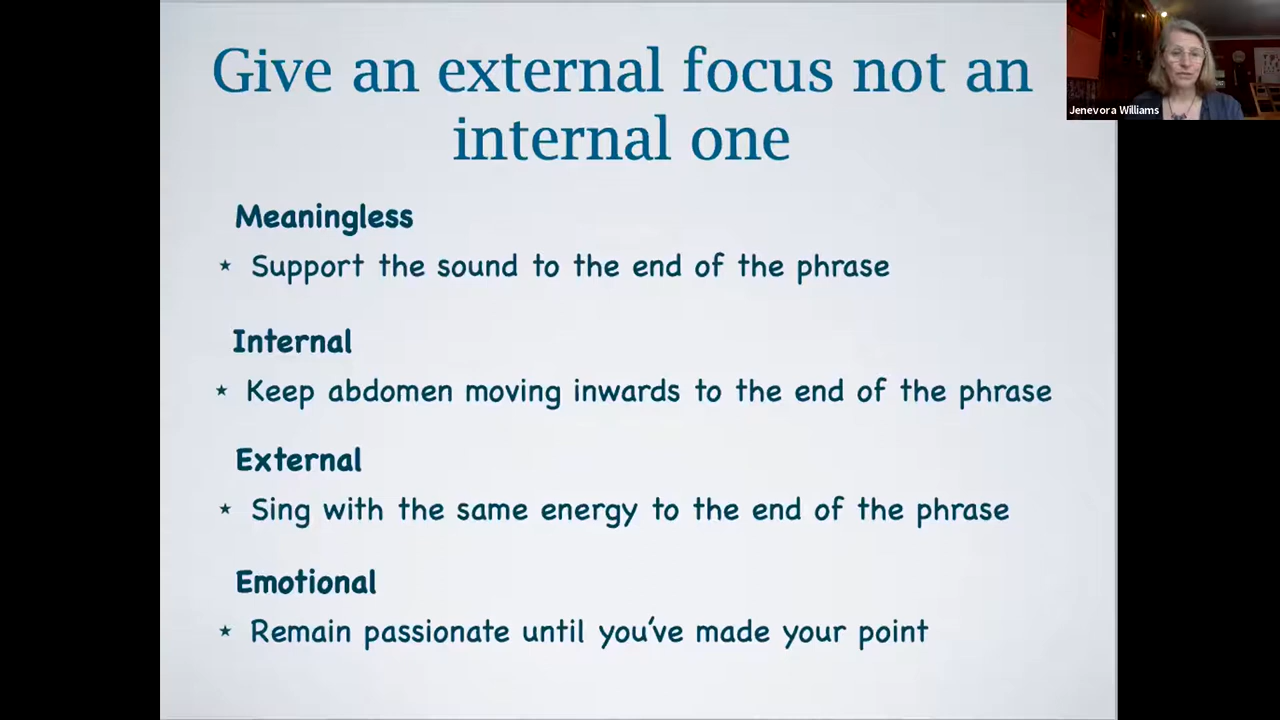 Give an external focus not an
internal one
Jenevora Williams
Meaningless
⋆ Support the sound to the end of the phrase
Internal
⋆ Keep abdomen moving inwards to the end of the phrase
External
⋆ Sing with the same energy to the end of the phrase
Emotional
⋆ Remain passionate until you've made your point